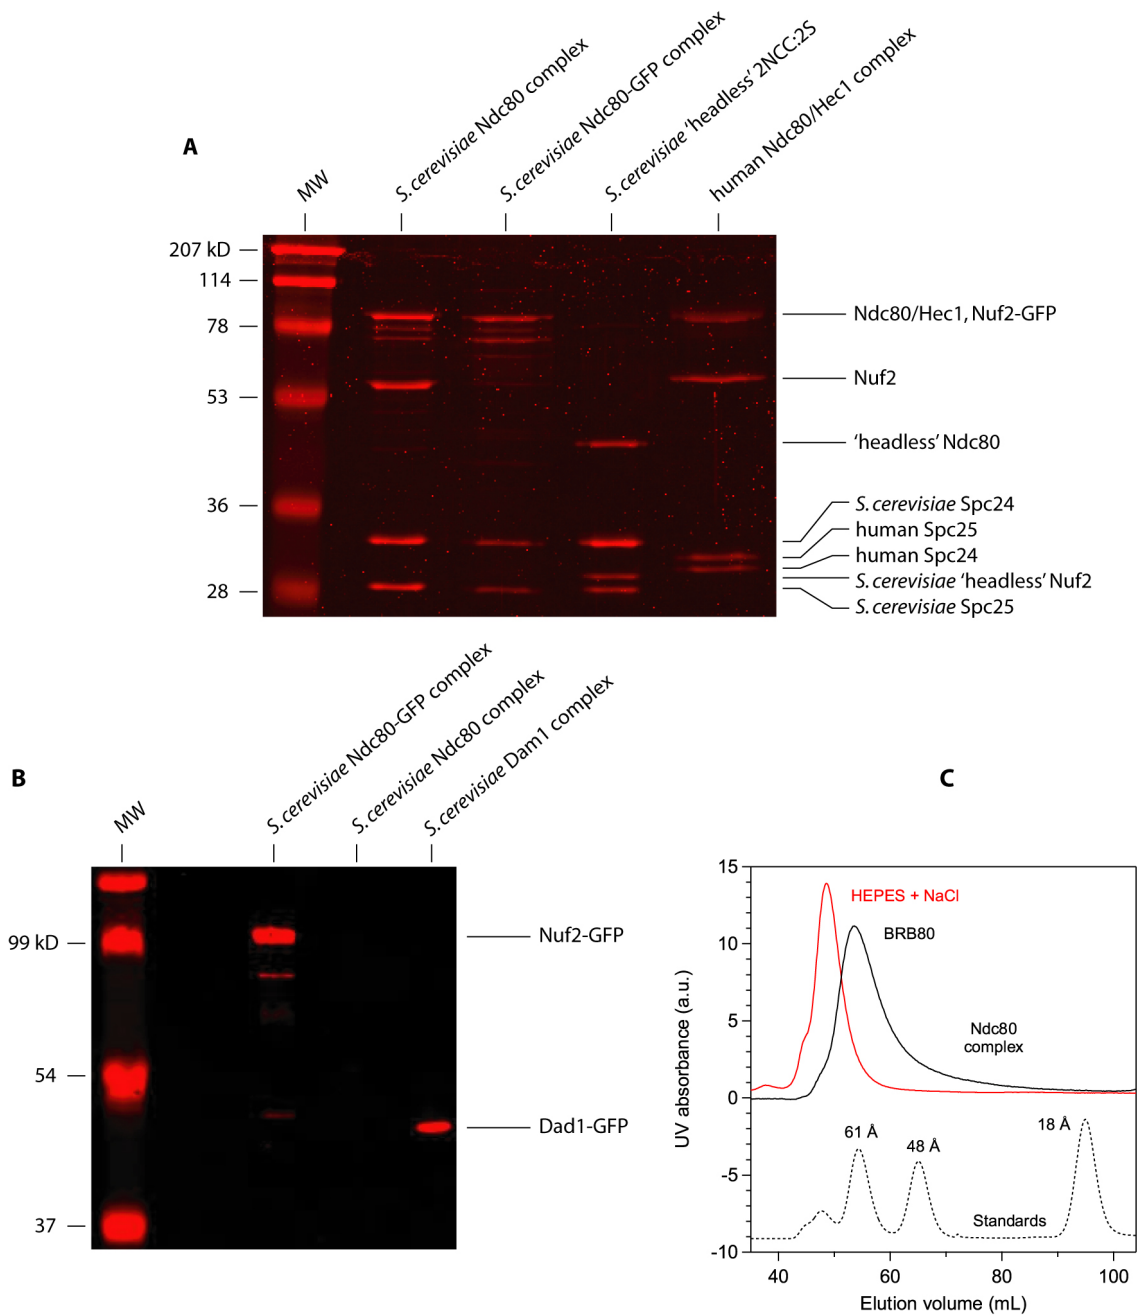 A
MW
S. cerevisiae Ndc80 complex
S. cerevisiae Ndc80-GFP complex
S. cerevisiae ‘headless’ 2NCC:2S
human Ndc80/Hec1 complex
207 kD
114
78
53
36
28
Ndc80/Hec1, Nuf2-GFP
Nuf2
‘headless’ Ndc80
S. cerevisiae Spc24
human Spc25
human Spc24
S. cerevisiae ‘headless’ Nuf2
S. cerevisiae Spc25
B
MW
S. cerevisiae Ndc80-GFP complex
S. cerevisiae Ndc80 complex
S. cerevisiae Dam1 complex
99 kD
54
37
Nuf2-GFP
Dad1-GFP
C
15
10
5
0
-5
-10
UV absorbance (a.u.)
HEPES + NaCl
BRB80
Ndc80
complex
61 Å
48 Å
18 Å
Standards
40
60
80
100
Elution volume (mL)